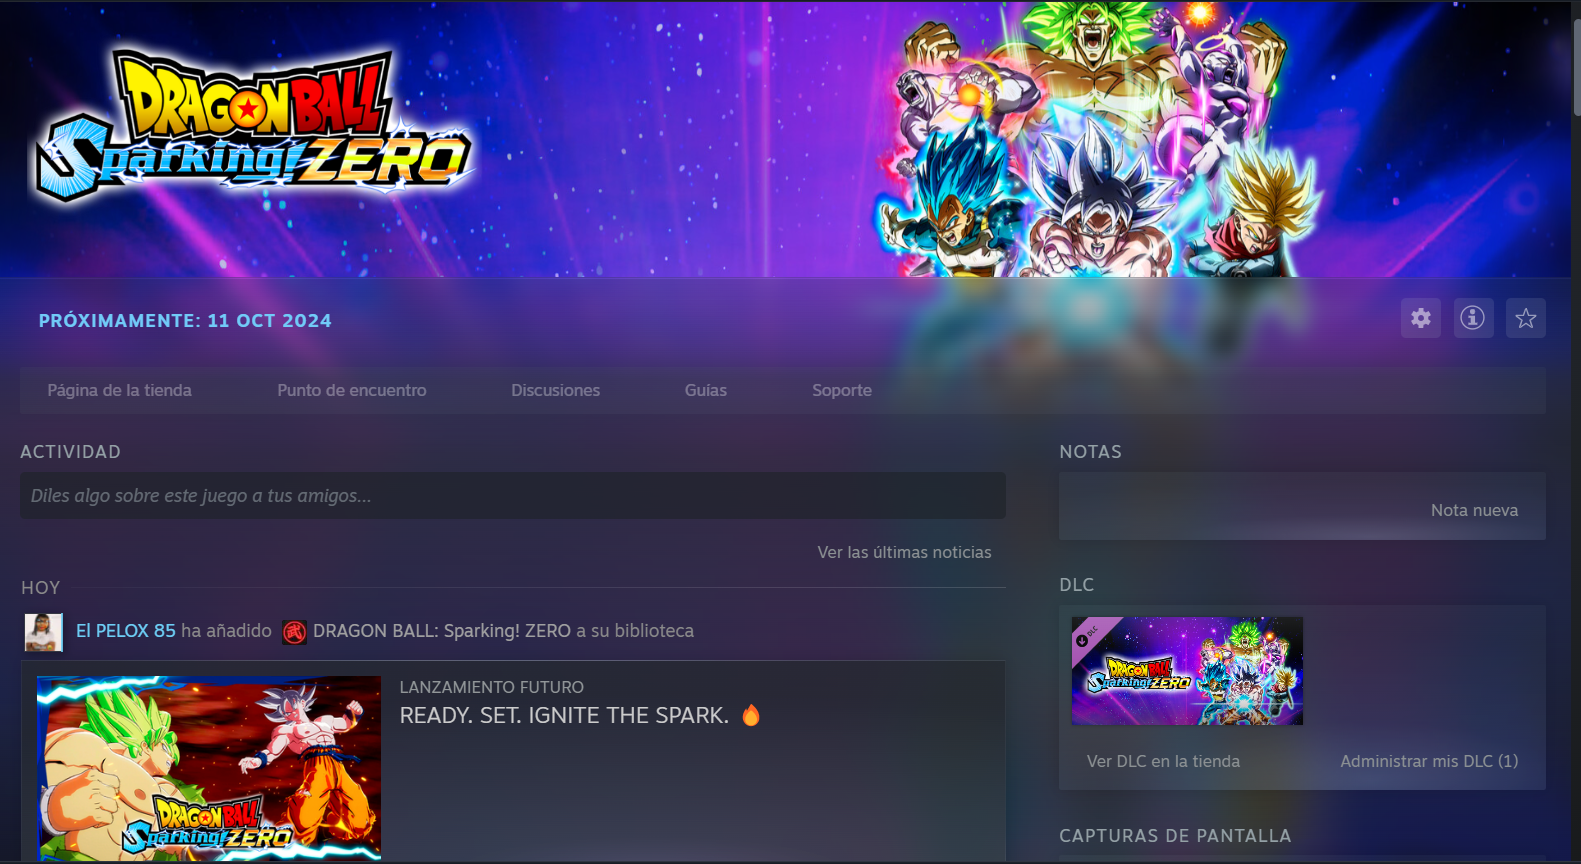 DRAGON BALL
Sparking! ZERO
PRÓXIMAMENTE: 11 OCT 2024
Página de la tienda
Punto de encuentro
Discusiones
Guías
Soporte
ACTIVIDAD
Diles algo sobre este juego a tus amigos...
Ver las últimas noticias
HOY
El PELOX 85 ha añadido 武 DRAGON BALL: Sparking! ZERO a su biblioteca
DRAGON BALL
Sparking! ZERO
LANZAMIENTO FUTURO
READY. SET. IGNITE THE SPARK. 🔥
NOTAS
Nota nueva
DLC
DLC
DRAGON BALL
Sparking! ZERO
Ver DLC en la tienda
Administrar mis DLC (1)
CAPTURAS DE PANTALLA